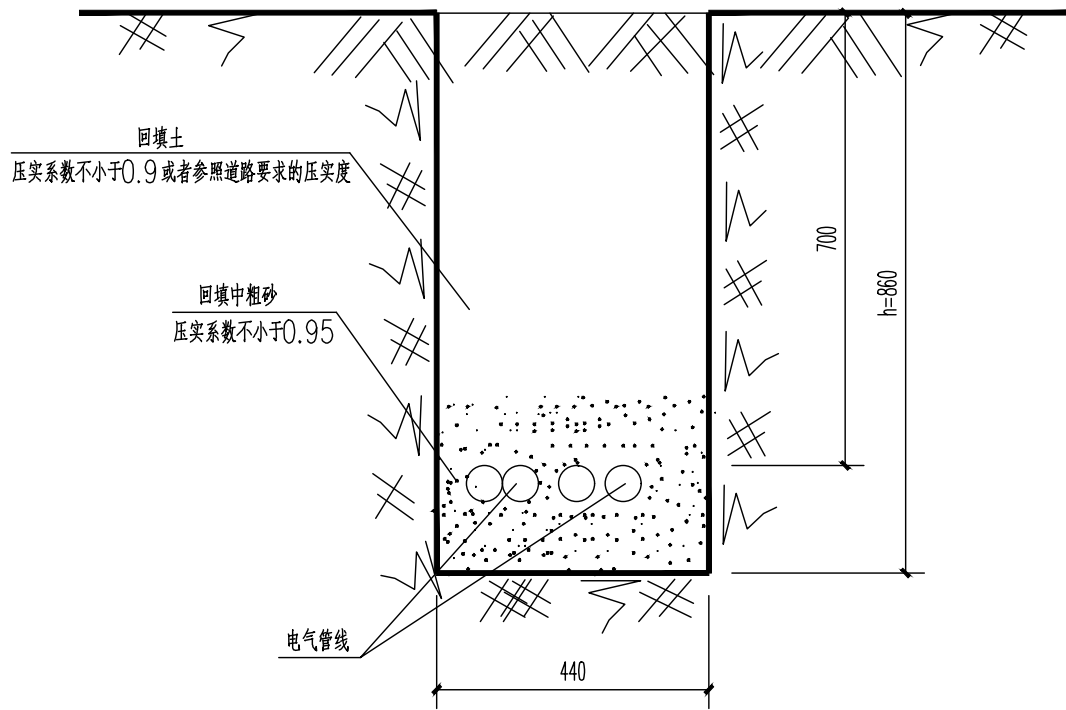 回填土
压实系数不小于0.9或者参照道路要求的压实度
回填中粗砂
压实系数不小于0.95
700
h=860
电气管线
440